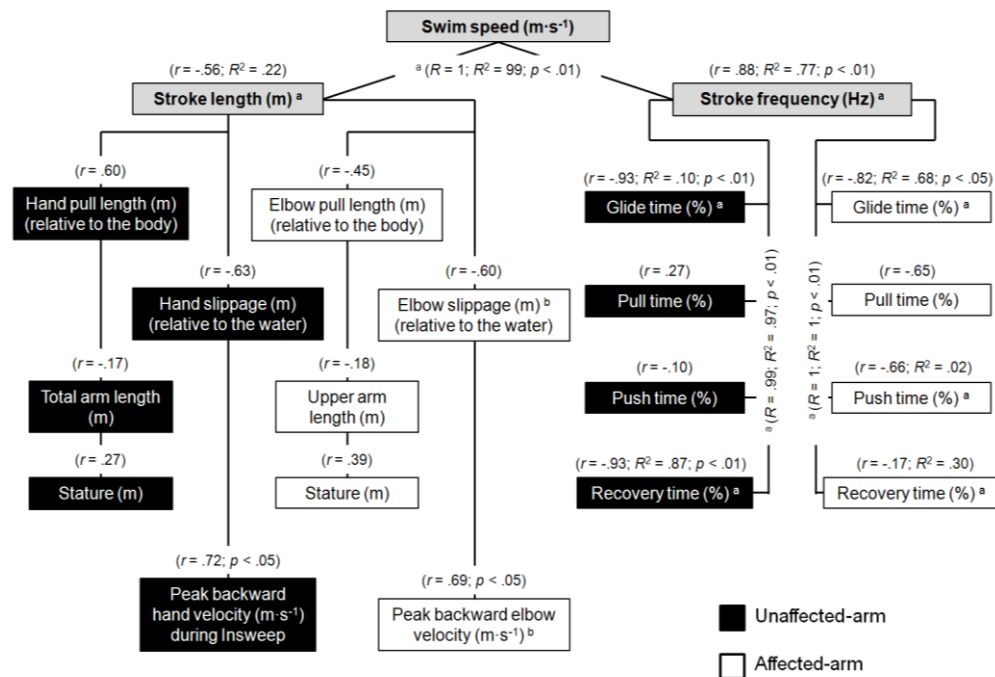 Swim speed (m·s⁻¹)
(r = -.56; R² = .22)
ᵃ (R = 1; R² = 99; p < .01)
(r = .88; R² = .77; p < .01)
Stroke length (m) ᵃ
Stroke frequency (Hz) ᵃ
(r = .60)
Hand pull length (m)
(relative to the body)
(r = -.45)
Elbow pull length (m)
(relative to the body)
(r = -.93; R² = .10; p < .01)
Glide time (%) ᵃ
(r = -.82; R² = .68; p < .05)
Glide time (%) ᵃ
(r = -.63)
Hand slippage (m)
(relative to the water)
(r = -.60)
Elbow slippage (m) ᵇ
(relative to the water)
(r = .27)
Pull time (%)
ᵃ (R = .99; R² = .97; p < .01)
ᵃ (R = 1; R² = 1; p < .01)
(r = -.65)
Pull time (%)
(r = -.17)
Total arm length
(m)
(r = -.18)
Upper arm
length (m)
(r = -.10)
Push time (%)
(r = -.66; R² = .02)
Push time (%) ᵃ
(r = .27)
Stature (m)
(r = .39)
Stature (m)
(r = -.93; R² = .87; p < .01)
Recovery time (%) ᵃ
(r = -.17; R² = .30)
Recovery time (%) ᵃ
(r = .72; p < .05)
Peak backward
hand velocity (m·s⁻¹)
during Insweep
(r = .69; p < .05)
Peak backward elbow
velocity (m·s⁻¹) ᵇ
Unaffected-arm
Affected-arm